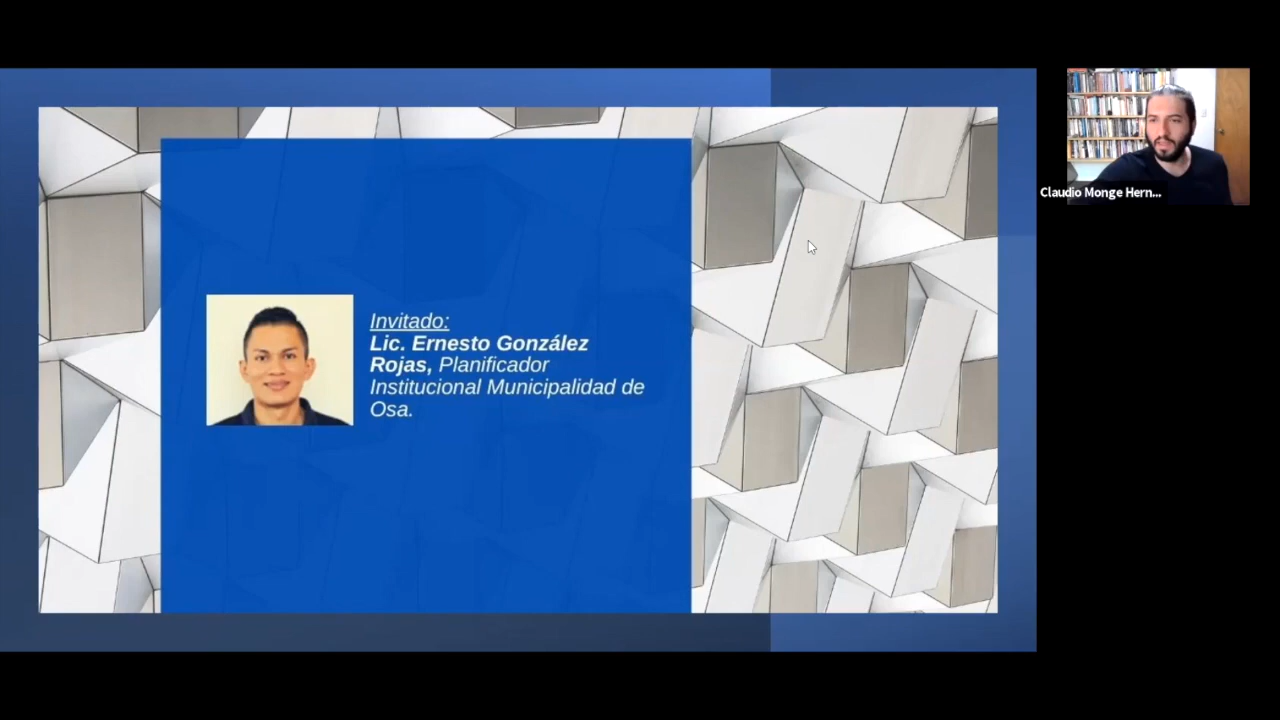 Invitado:
Lic. Ernesto González
Rojas, Planificador
Institucional Municipalidad de
Osa.
Claudio Monge Hern...